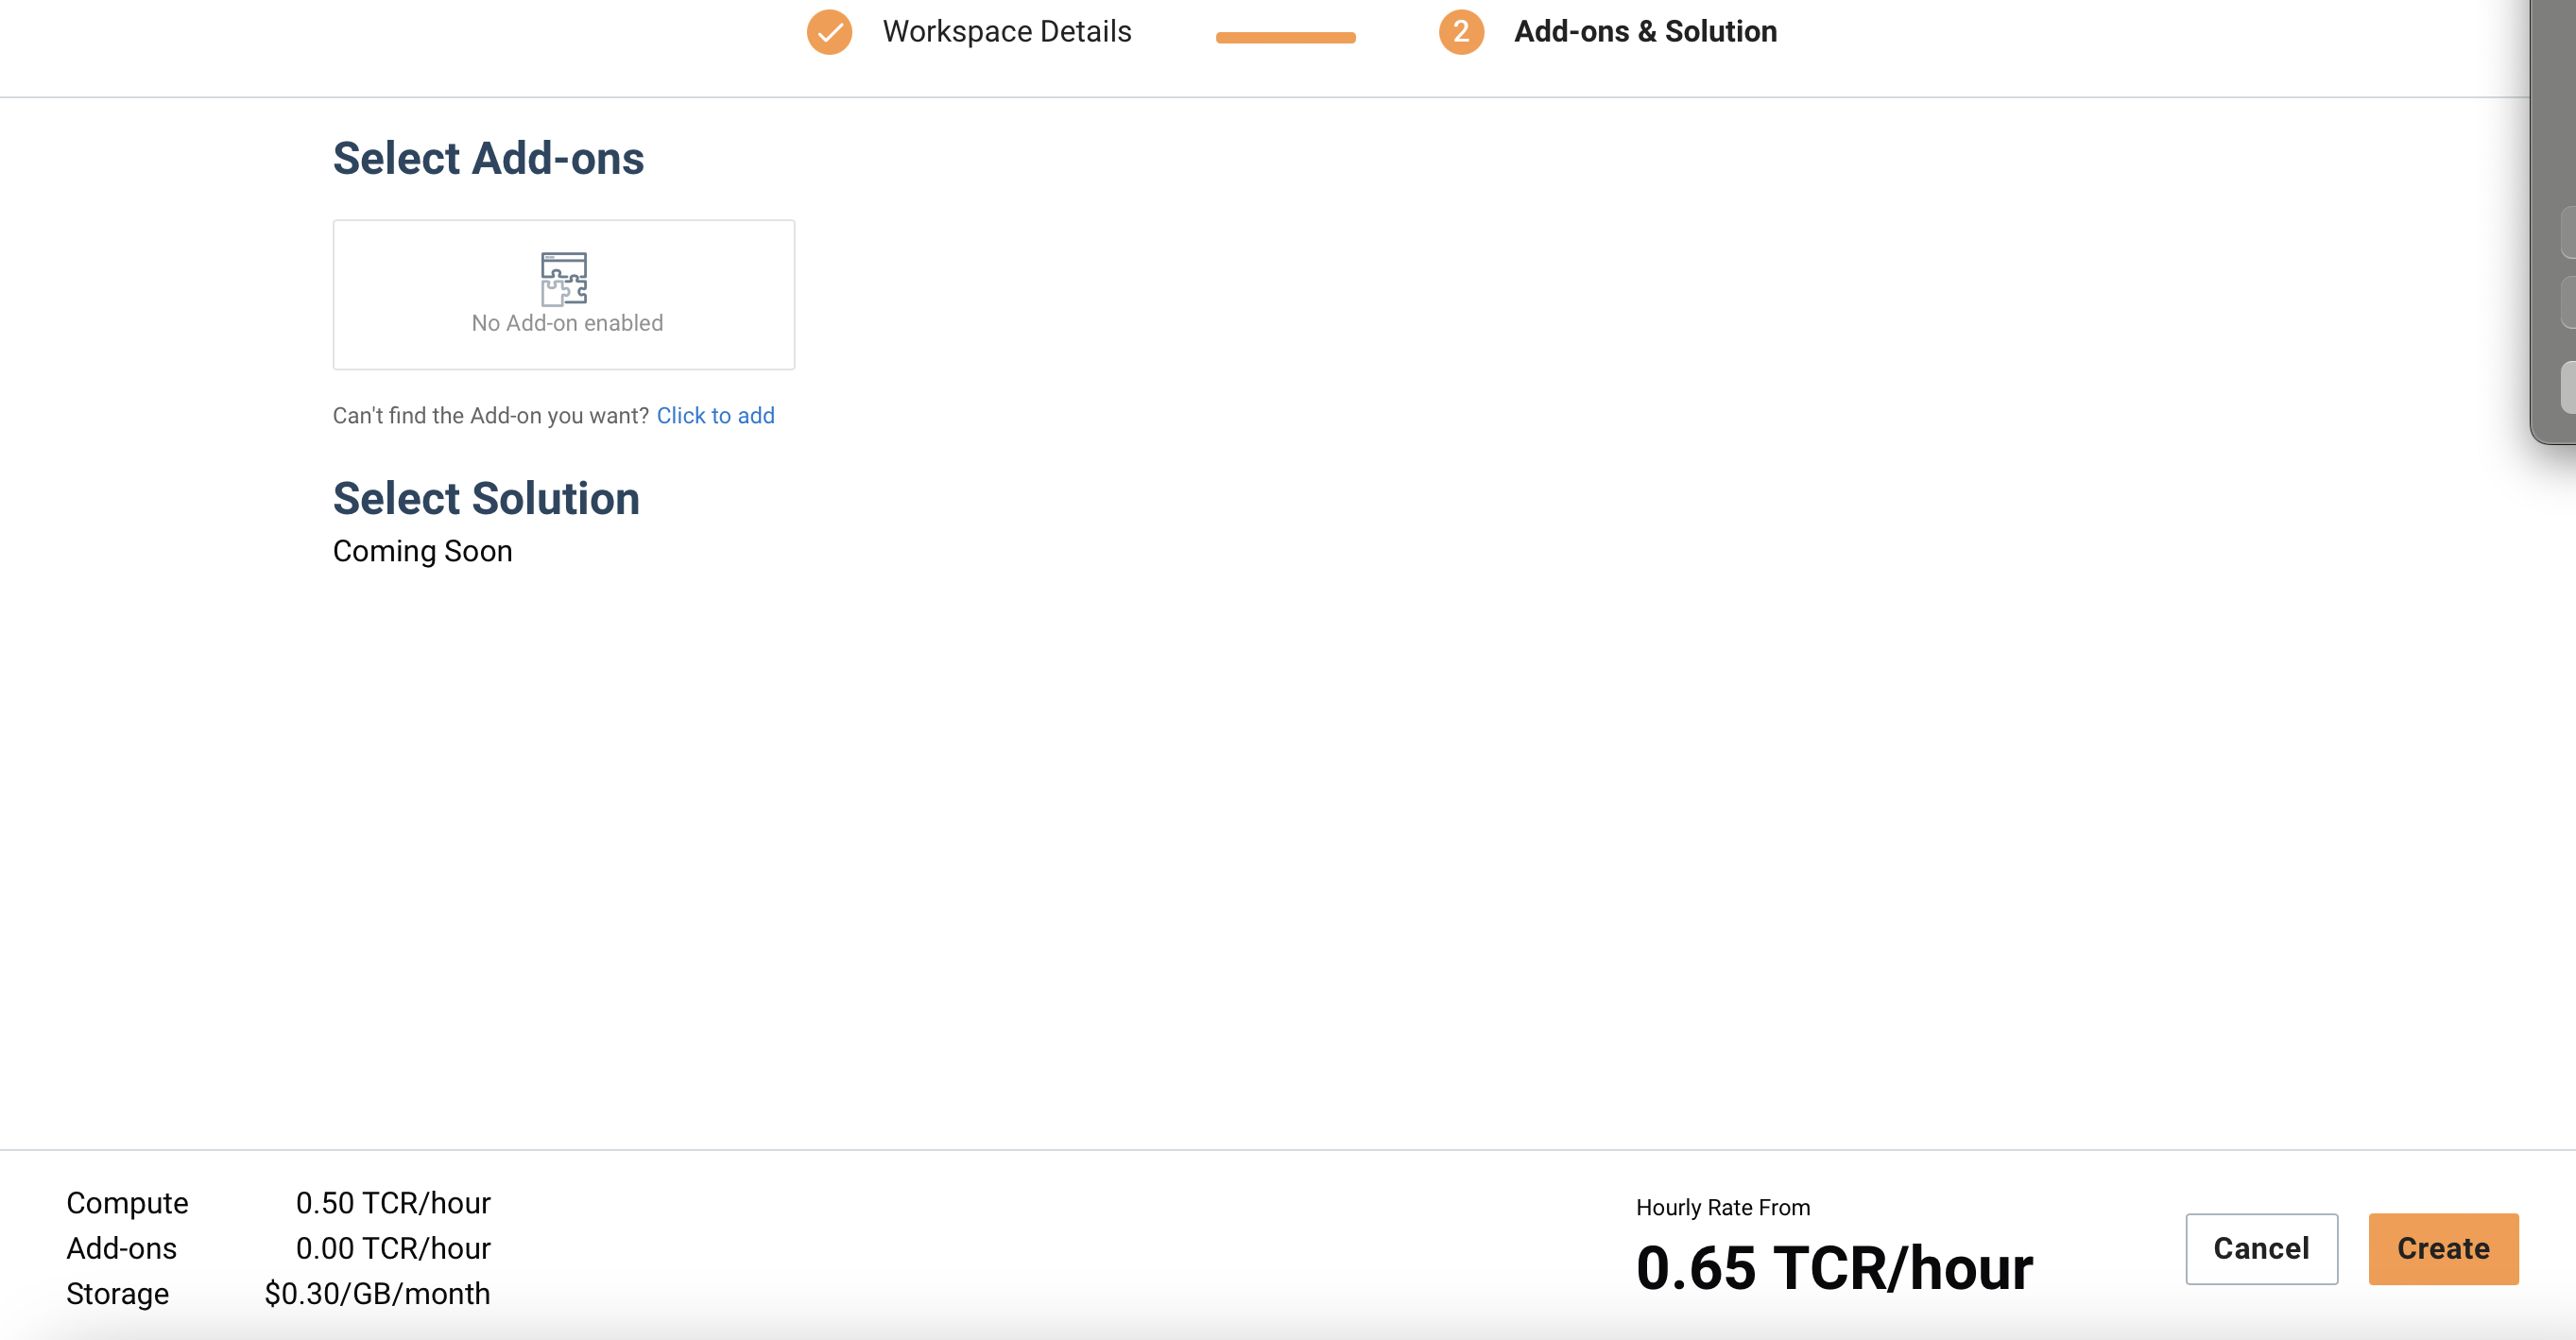 Workspace Details
2 Add-ons & Solution
Select Add-ons
No Add-on enabled
Can't find the Add-on you want? Click to add
Select Solution
Coming Soon
Compute 0.50 TCR/hour
Add-ons 0.00 TCR/hour
Storage $0.30/GB/month
Hourly Rate From
0.65 TCR/hour
Cancel
Create